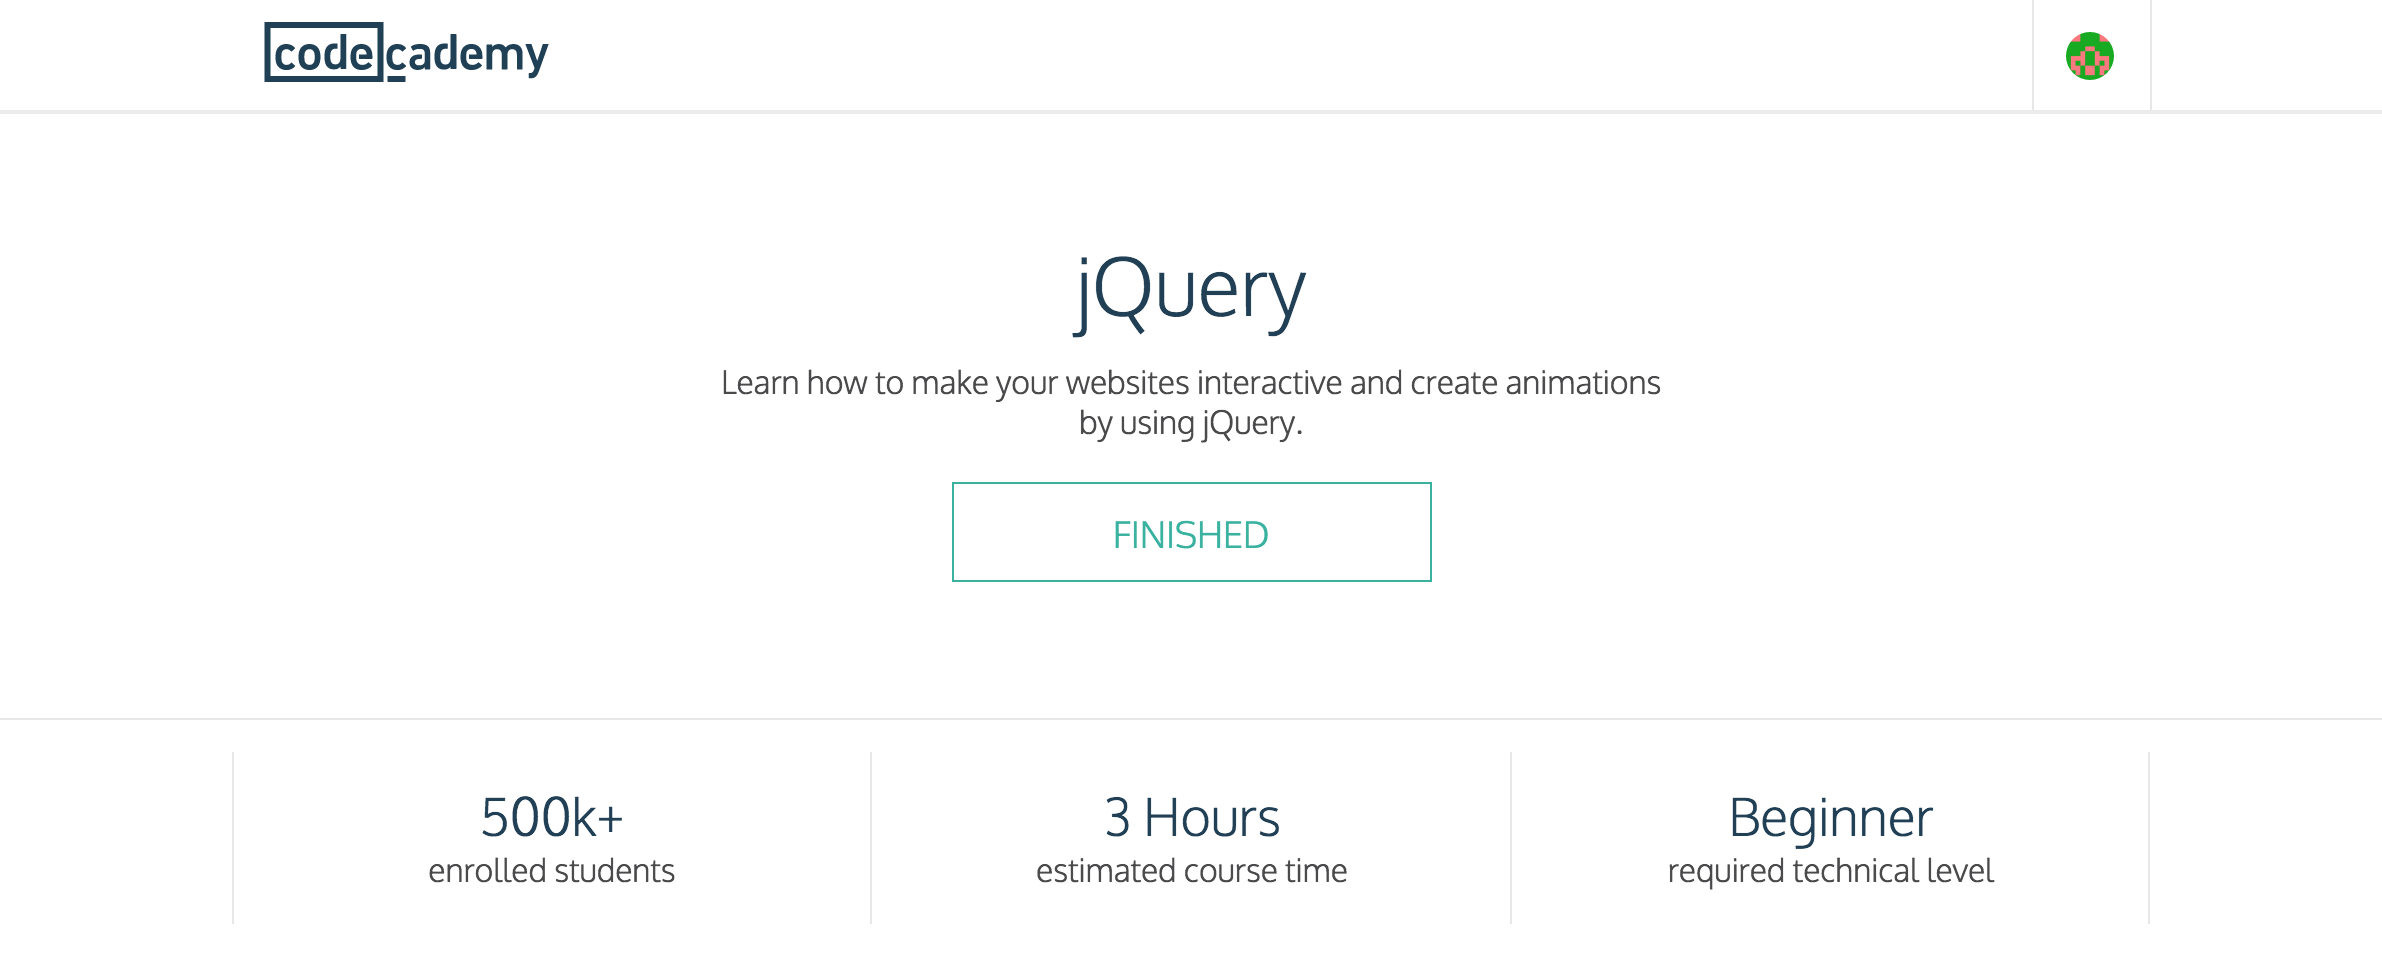 codecademy
jQuery
Learn how to make your websites interactive and create animations
by using jQuery.
FINISHED
500k+
enrolled students
3 Hours
estimated course time
Beginner
required technical level